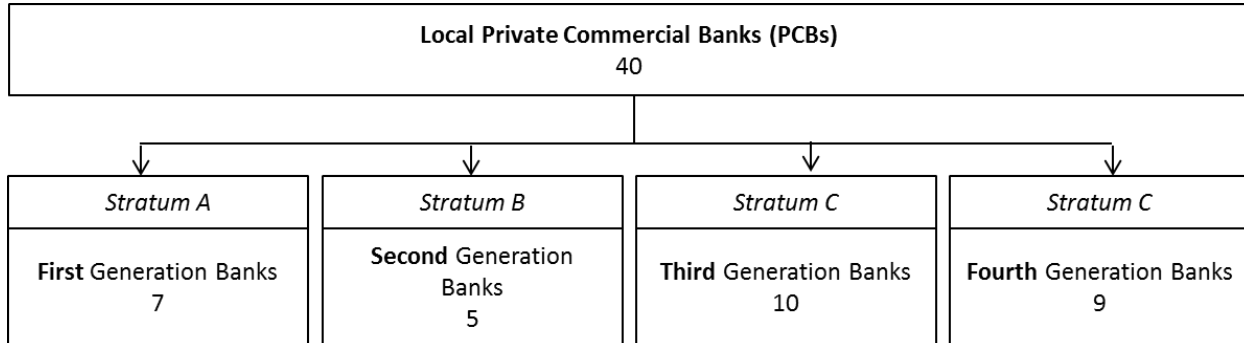 Local Private Commercial Banks (PCBs)
40
Stratum A
First Generation Banks
7
Stratum B
Second Generation
Banks
5
Stratum C
Third Generation Banks
10
Stratum C
Fourth Generation Banks
9